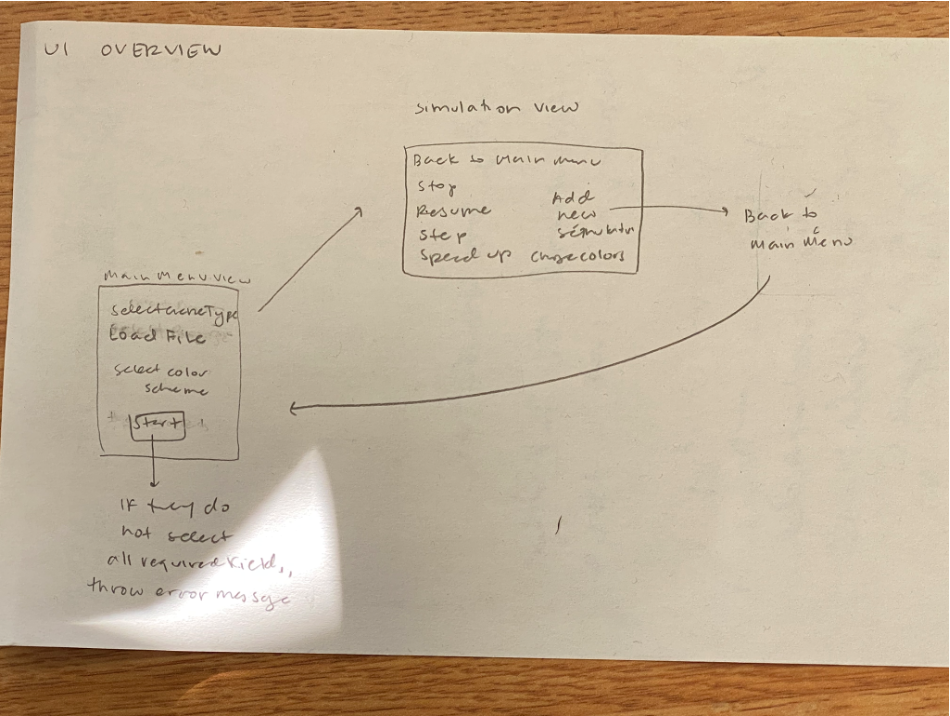 UI OVERVIEW
Simulation View
Back to Main Menu
Stop
Resume
Step
Speed up
Add
new
simulatn
choose colors
Back to
Main Menu
Main Menu View
Select Game Type
Load File
Select color
scheme
Start
If they do
not select
all required fields,
throw error message